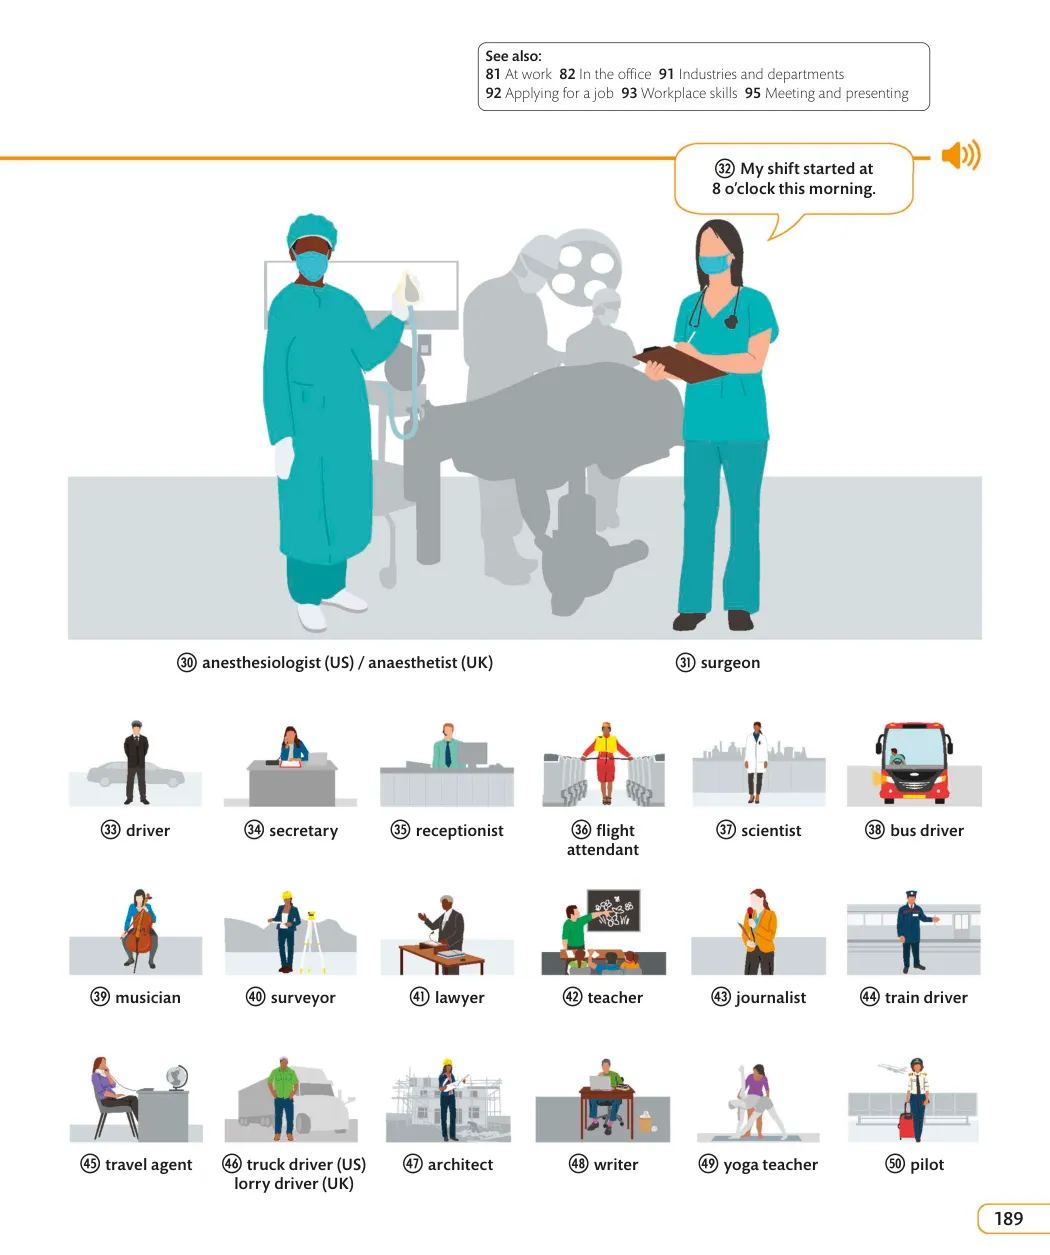 See also:
81 At work 82 In the office 91 Industries and departments
92 Applying for a job 93 Workplace skills 95 Meeting and presenting
32 My shift started at
8 o'clock this morning.
30 anesthesiologist (US) / anaesthetist (UK)
31 surgeon
33 driver
34 secretary
35 receptionist
36 flight
attendant
37 scientist
38 bus driver
39 musician
40 surveyor
41 lawyer
42 teacher
43 journalist
44 train driver
45 travel agent
46 truck driver (US)
lorry driver (UK)
47 architect
48 writer
49 yoga teacher
50 pilot
189